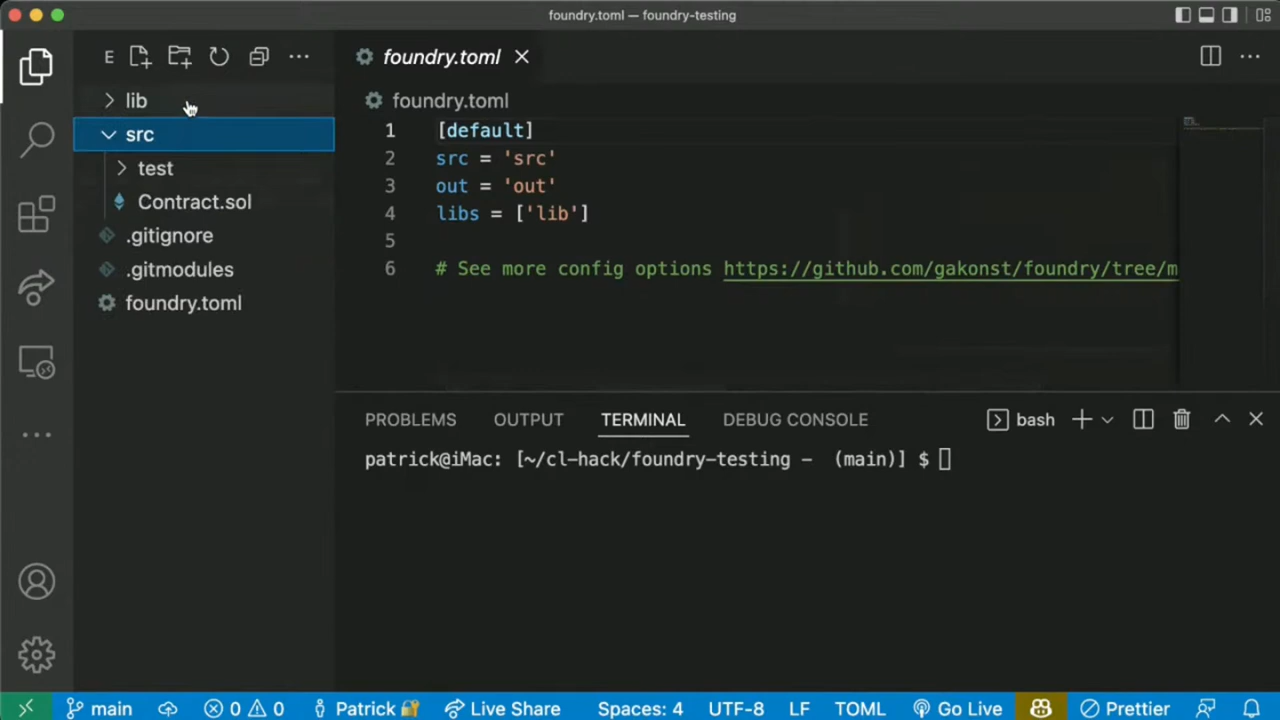 foundry.toml — foundry-testing
E
foundry.toml
lib
foundry.toml
src
test
Contract.sol
.gitignore
.gitmodules
foundry.toml
1 [default]
2 src = 'src'
3 out = 'out'
4 libs = ['lib']
5
6 # See more config options https://github.com/gakonst/foundry/tree/m
PROBLEMS OUTPUT TERMINAL DEBUG CONSOLE bash
patrick@iMac: [~/cl-hack/foundry-testing - (main)] $
main 0 0 Patrick Live Share Spaces: 4 UTF-8 LF TOML Go Live Prettier